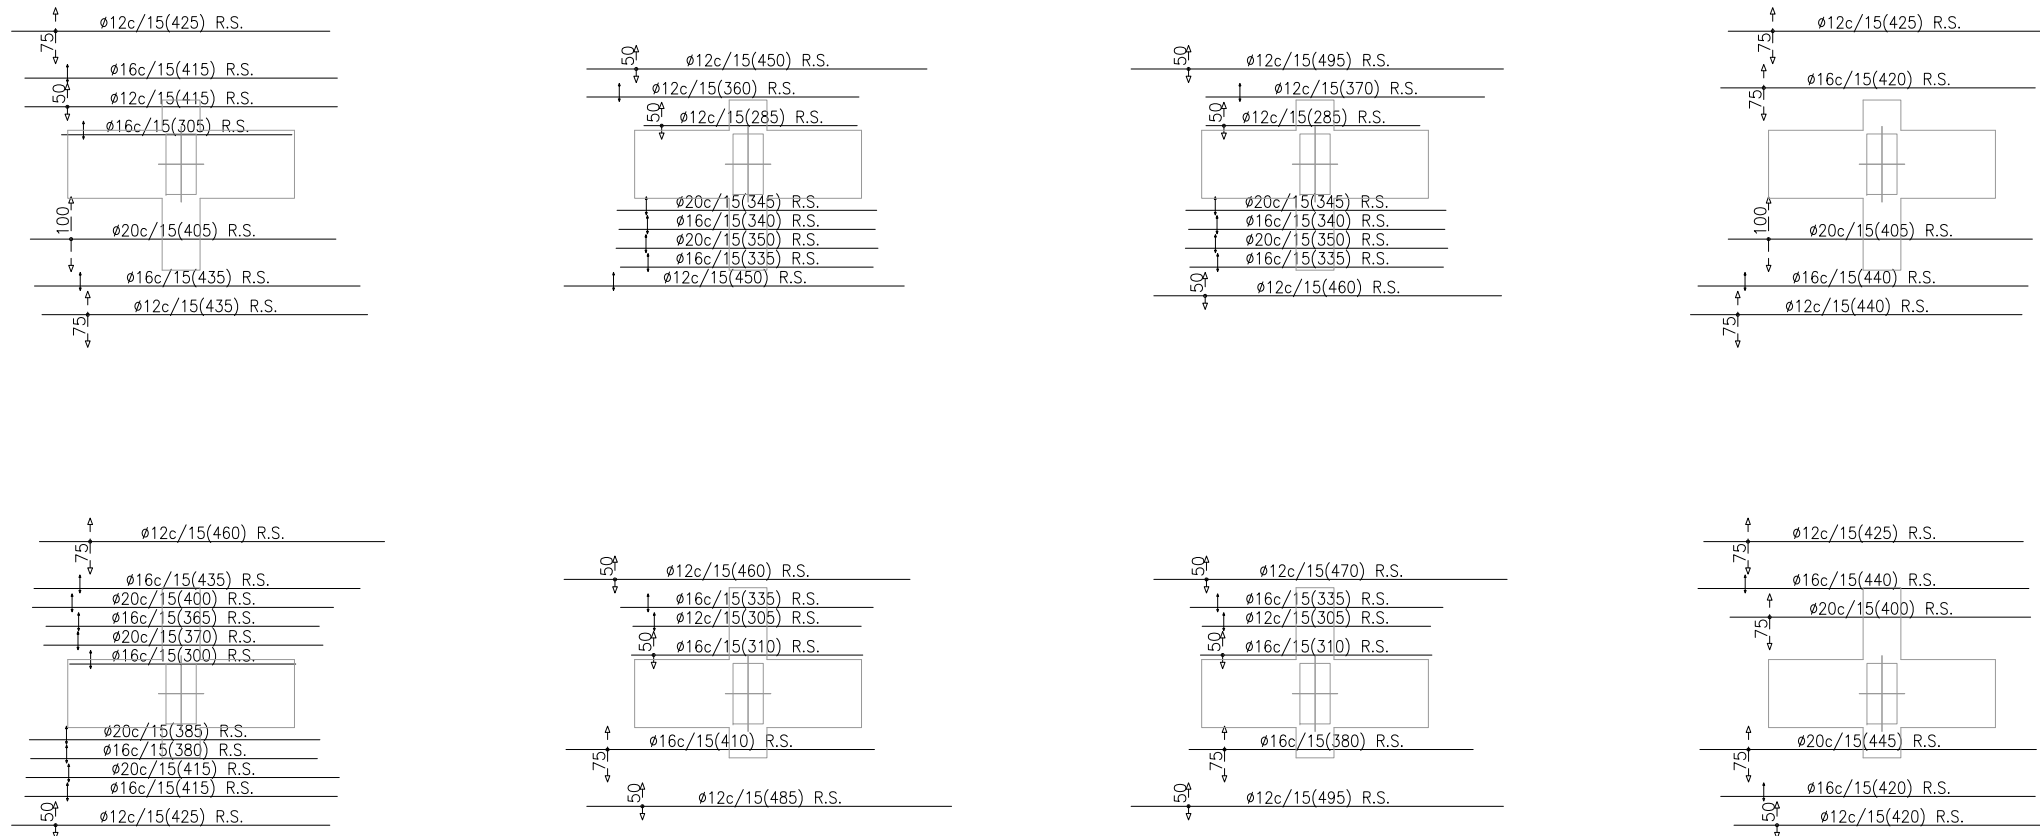 ø12c/15(425) R.S.
75
ø16c/15(415) R.S.
50
ø12c/15(415) R.S.
ø16c/15(305) R.S.
100
ø20c/15(405) R.S.
ø16c/15(435) R.S.
ø12c/15(435) R.S.
75
50
ø12c/15(450) R.S.
ø12c/15(360) R.S.
50
ø12c/15(285) R.S.
ø20c/15(345) R.S.
ø16c/15(340) R.S.
ø20c/15(350) R.S.
ø16c/15(335) R.S.
ø12c/15(450) R.S.
50
ø12c/15(495) R.S.
ø12c/15(370) R.S.
50
ø12c/15(285) R.S.
ø20c/15(345) R.S.
ø16c/15(340) R.S.
ø20c/15(350) R.S.
ø16c/15(335) R.S.
50
ø12c/15(460) R.S.
ø12c/15(425) R.S.
75
ø16c/15(420) R.S.
75
100
ø20c/15(405) R.S.
ø16c/15(440) R.S.
ø12c/15(440) R.S.
75
ø12c/15(460) R.S.
75
ø16c/15(435) R.S.
ø20c/15(400) R.S.
ø16c/15(365) R.S.
ø20c/15(370) R.S.
ø16c/15(300) R.S.
ø20c/15(385) R.S.
ø16c/15(380) R.S.
ø20c/15(415) R.S.
ø16c/15(415) R.S.
50
ø12c/15(425) R.S.
50
ø12c/15(460) R.S.
ø16c/15(335) R.S.
ø12c/15(305) R.S.
50
ø16c/15(310) R.S.
ø16c/15(410) R.S.
75
50
ø12c/15(485) R.S.
50
ø12c/15(470) R.S.
ø16c/15(335) R.S.
ø12c/15(305) R.S.
50
ø16c/15(310) R.S.
ø16c/15(380) R.S.
75
50
ø12c/15(495) R.S.
ø12c/15(425) R.S.
75
ø16c/15(440) R.S.
ø20c/15(400) R.S.
75
ø20c/15(445) R.S.
75
ø16c/15(420) R.S.
50
ø12c/15(420) R.S.